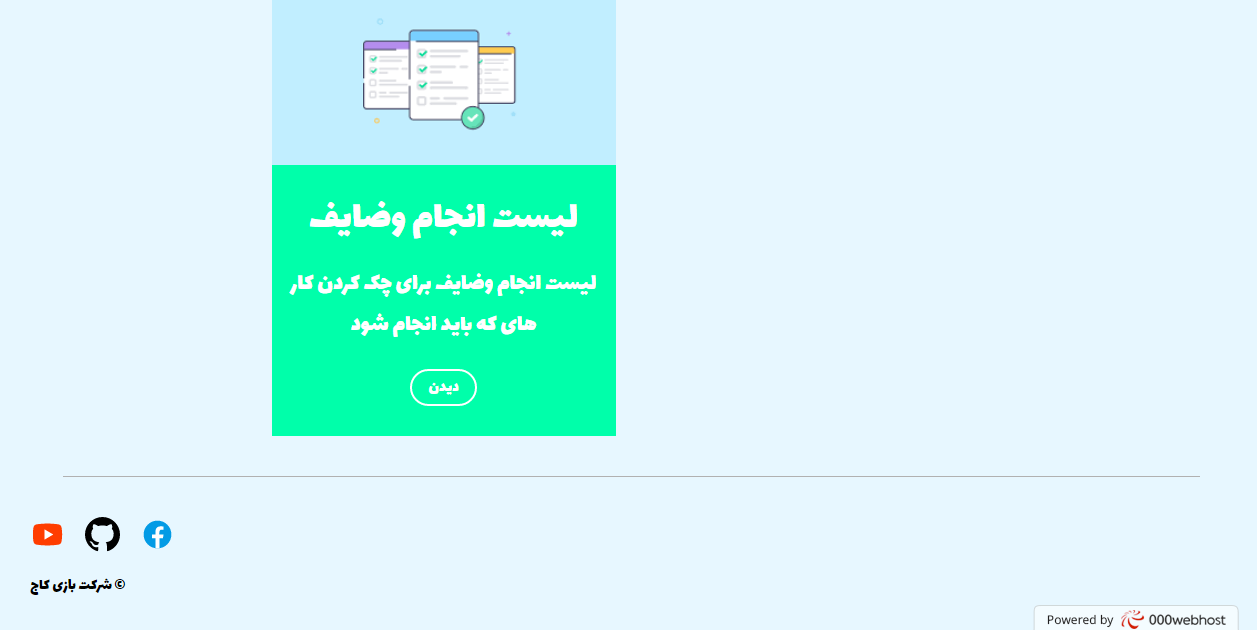 لیست انجام وضایف
لیست انجام وضایف برای چک کردن کار
های که باید انجام شود
دیدن
© شرکت بازی کاج
Powered by 000webhost